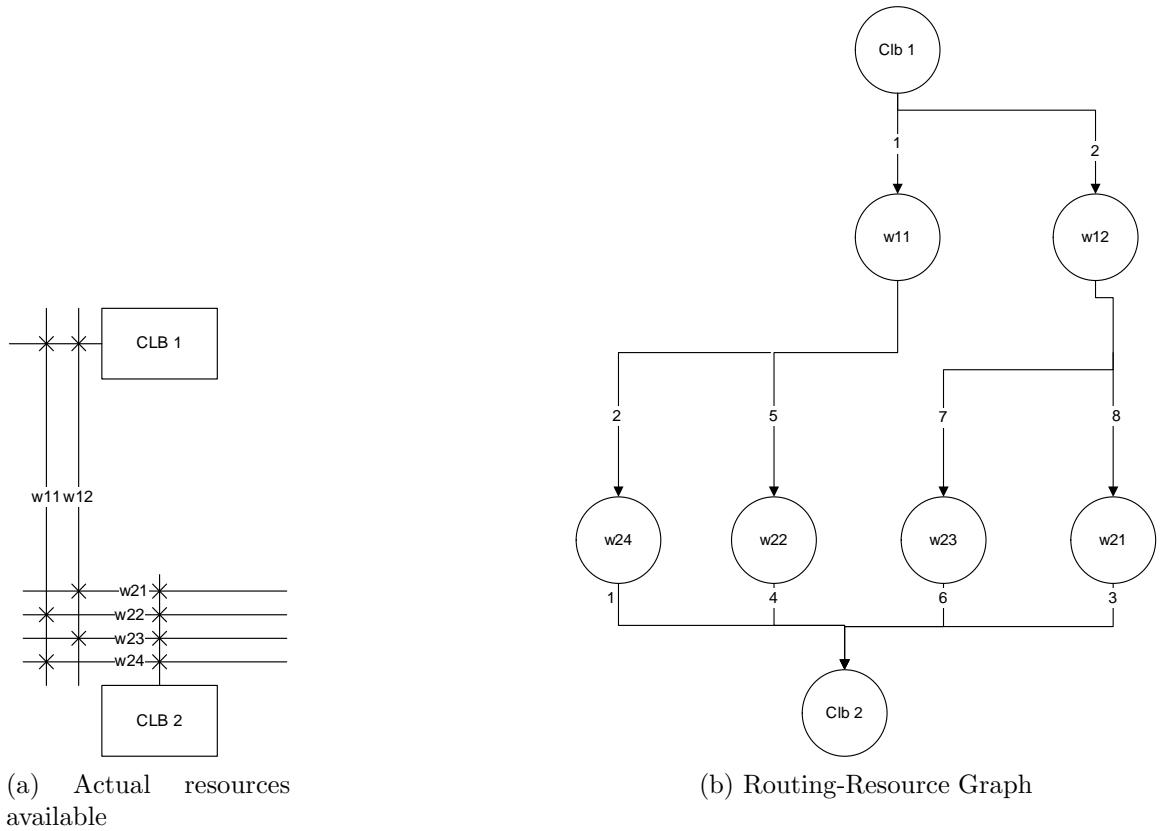 Clb 1
1
2
w11
w12
CLB 1
2
5
7
8
w11
w12
w24
w22
w23
w21
w21
w22
w23
w24
1
4
6
3
CLB 2
Clb 2
(a) Actual resources
available
(b) Routing-Resource Graph